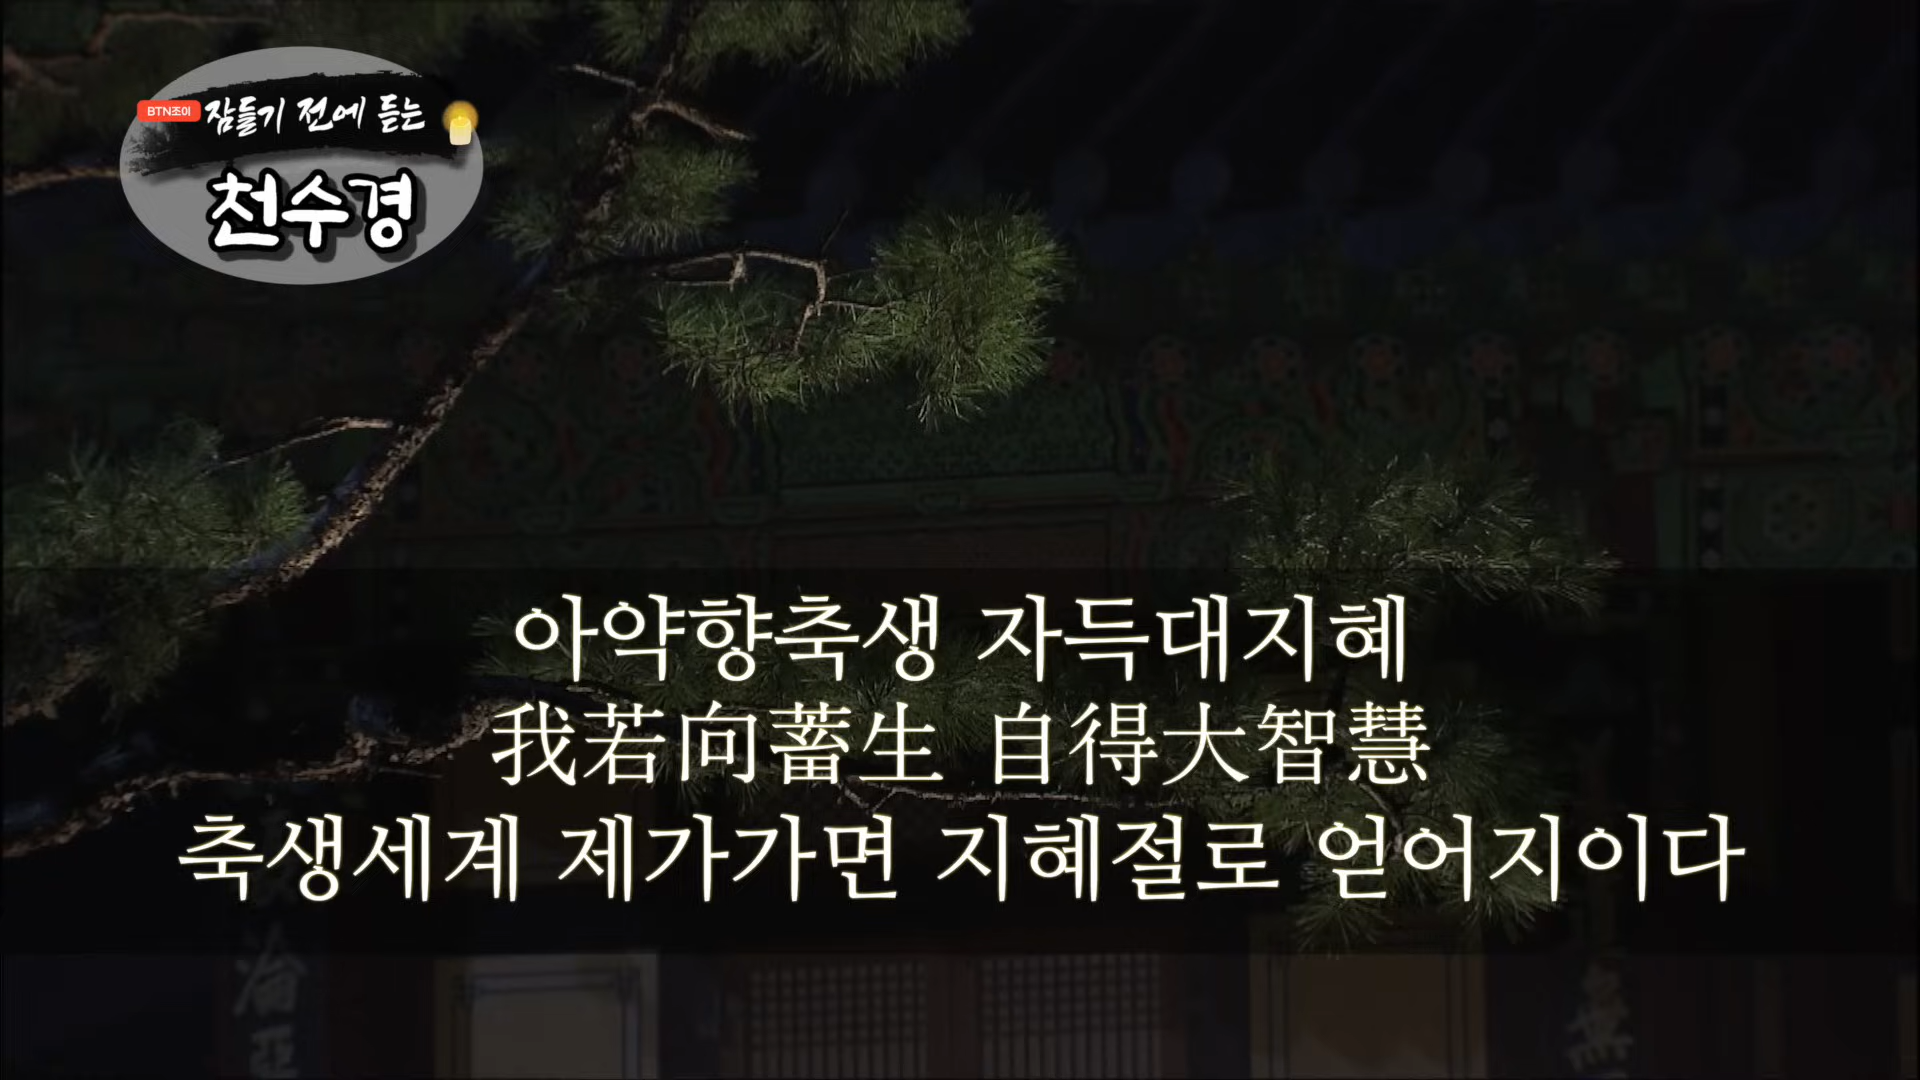 BTN조이
잠들기 전에 듣는
천수경
아약향축생 자득대지혜
我若向蓄生 自得大智慧
축생세계 제가가면 지혜절로 얻어지이다